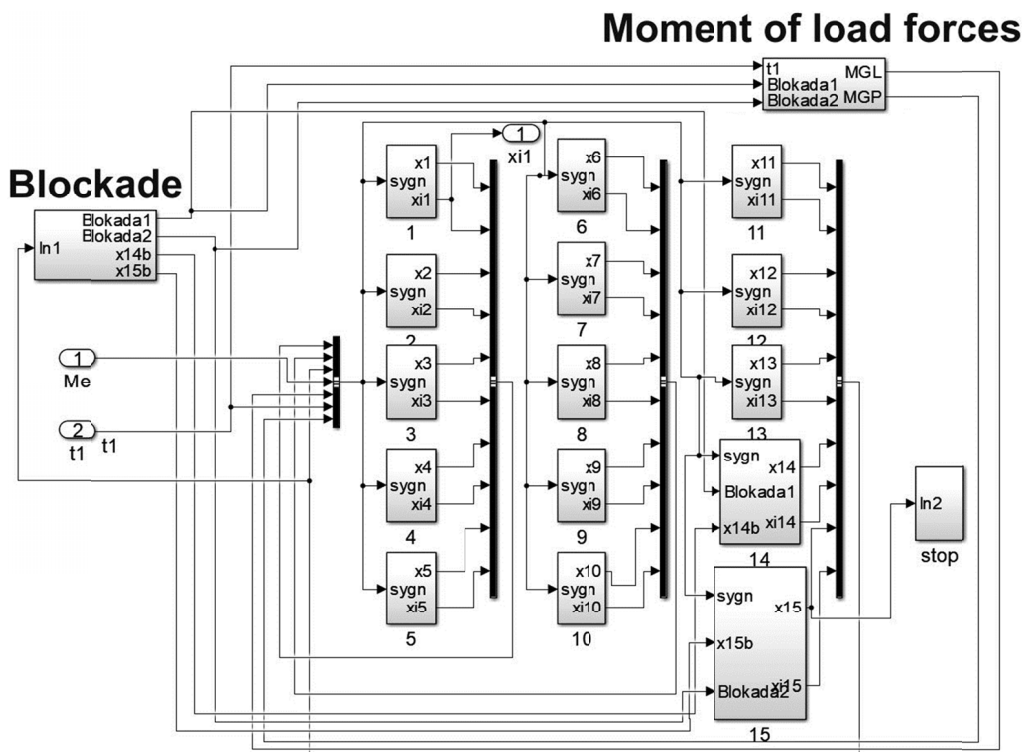 Moment of load forces
t1
Blokada1
Blokada2
MGL
MGP
Blockade
In1
Blokada1
Blokada2
x14b
x15b
1
Me
2
t1
t1
1
xi1
sygn
x1
xi1
1
sygn
x2
xi2
2
sygn
x3
xi3
3
sygn
x4
xi4
4
sygn
x5
xi5
5
sygn
x6
xi6
6
sygn
x7
xi7
7
sygn
x8
xi8
8
sygn
x9
xi9
9
sygn
x10
xi10
10
sygn
x11
xi11
11
sygn
x12
xi12
12
sygn
x13
xi13
13
sygn
Blokada1
x14b
x14
xi14
14
sygn
x15b
Blokada2
x15
xi15
15
In2
stop